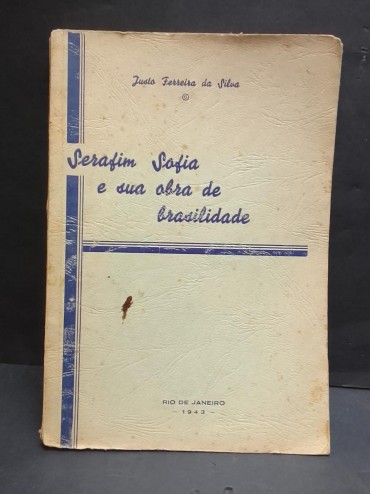 Justo Ferreira da Silva
©
Serafim Sofia
e sua obra de
brasilidade
RIO DE JANEIRO
- 1943 -